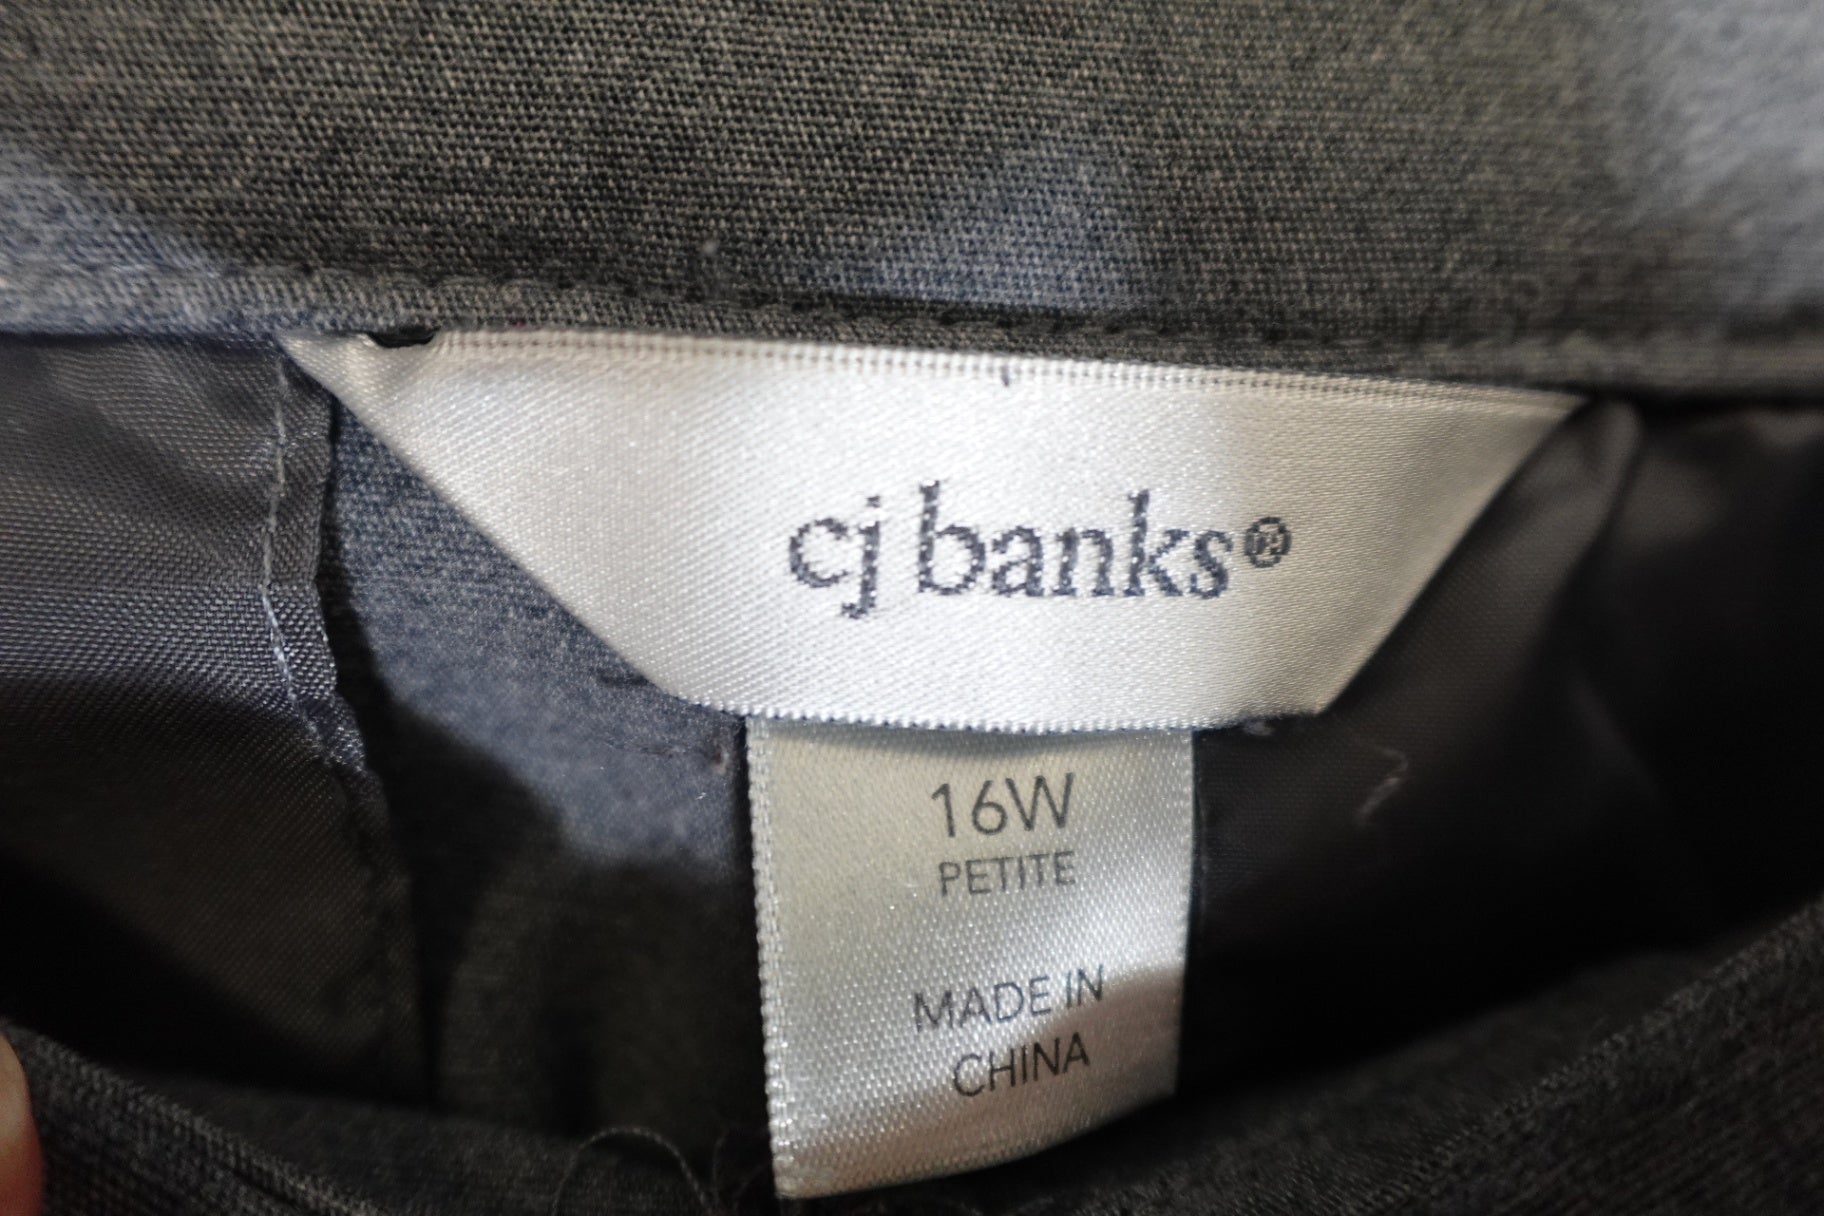 cj banks®
16W
PETITE
MADE IN
CHINA